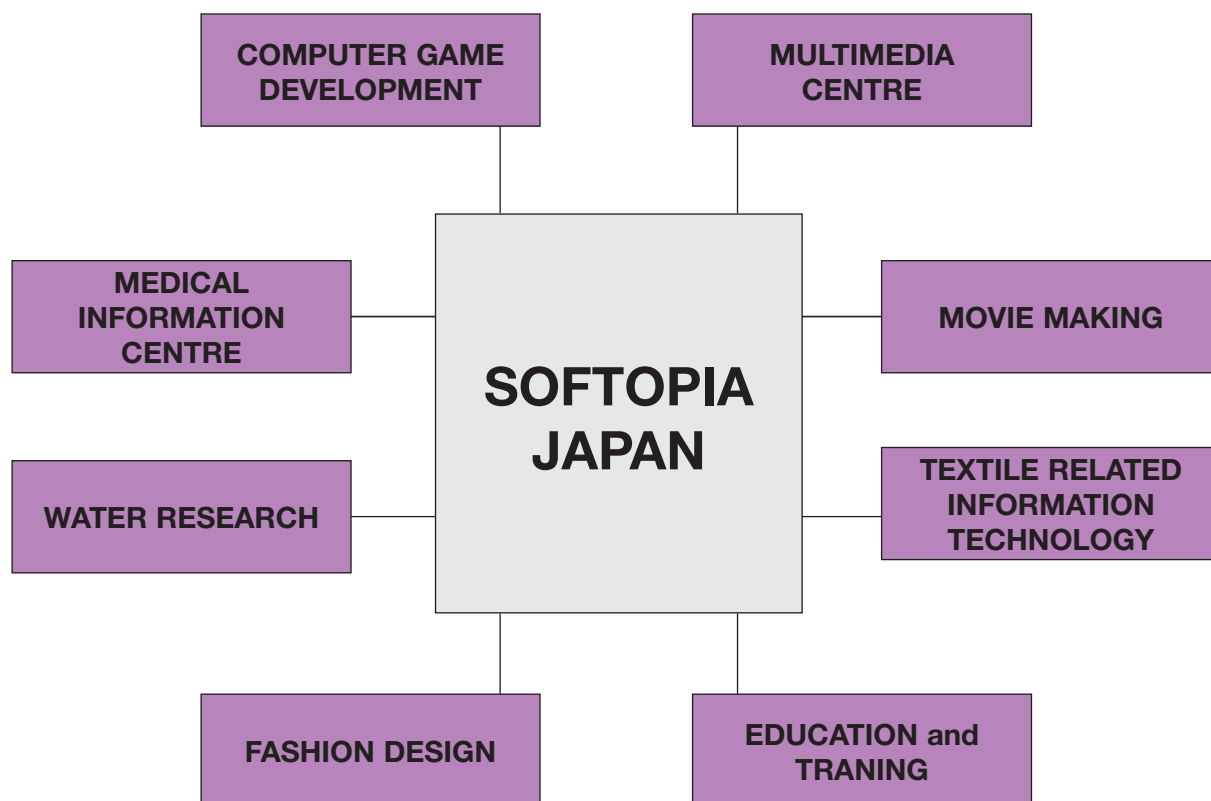 COMPUTER GAME
DEVELOPMENT
MULTIMEDIA
CENTRE
MEDICAL
INFORMATION
CENTRE
MOVIE MAKING
SOFTOPIA
JAPAN
WATER RESEARCH
TEXTILE RELATED
INFORMATION
TECHNOLOGY
FASHION DESIGN
EDUCATION and
TRANING